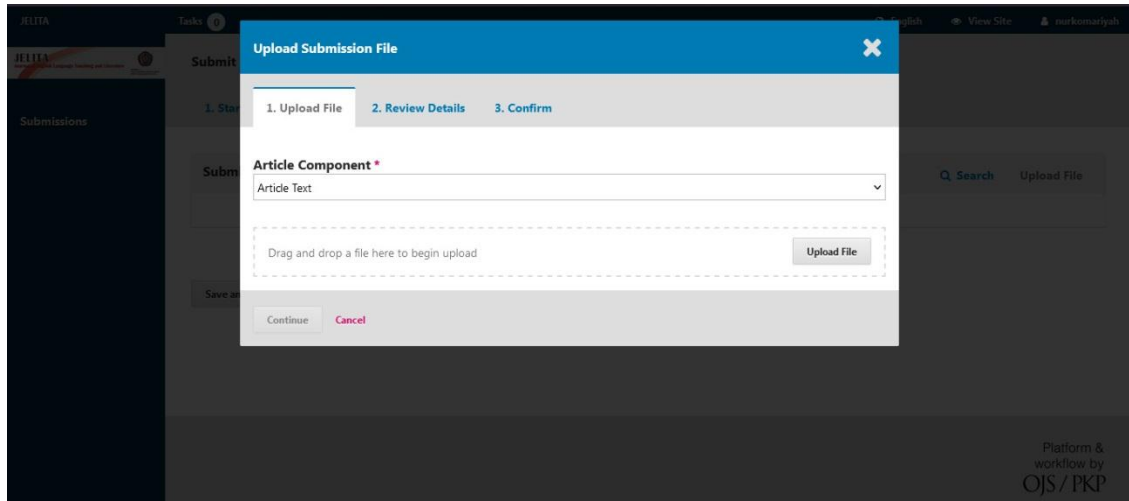 JELITA
Tasks 0
English
View Site
nurkomariyah
JELITA
Submit
Submissions
1. Star
Upload Submission File
1. Upload File
2. Review Details
3. Confirm
Article Component *
Article Text
Subm
Search
Upload File
Drag and drop a file here to begin upload
Upload File
Save an
Continue
Cancel
Platform &
workflow by
OJS / PKP